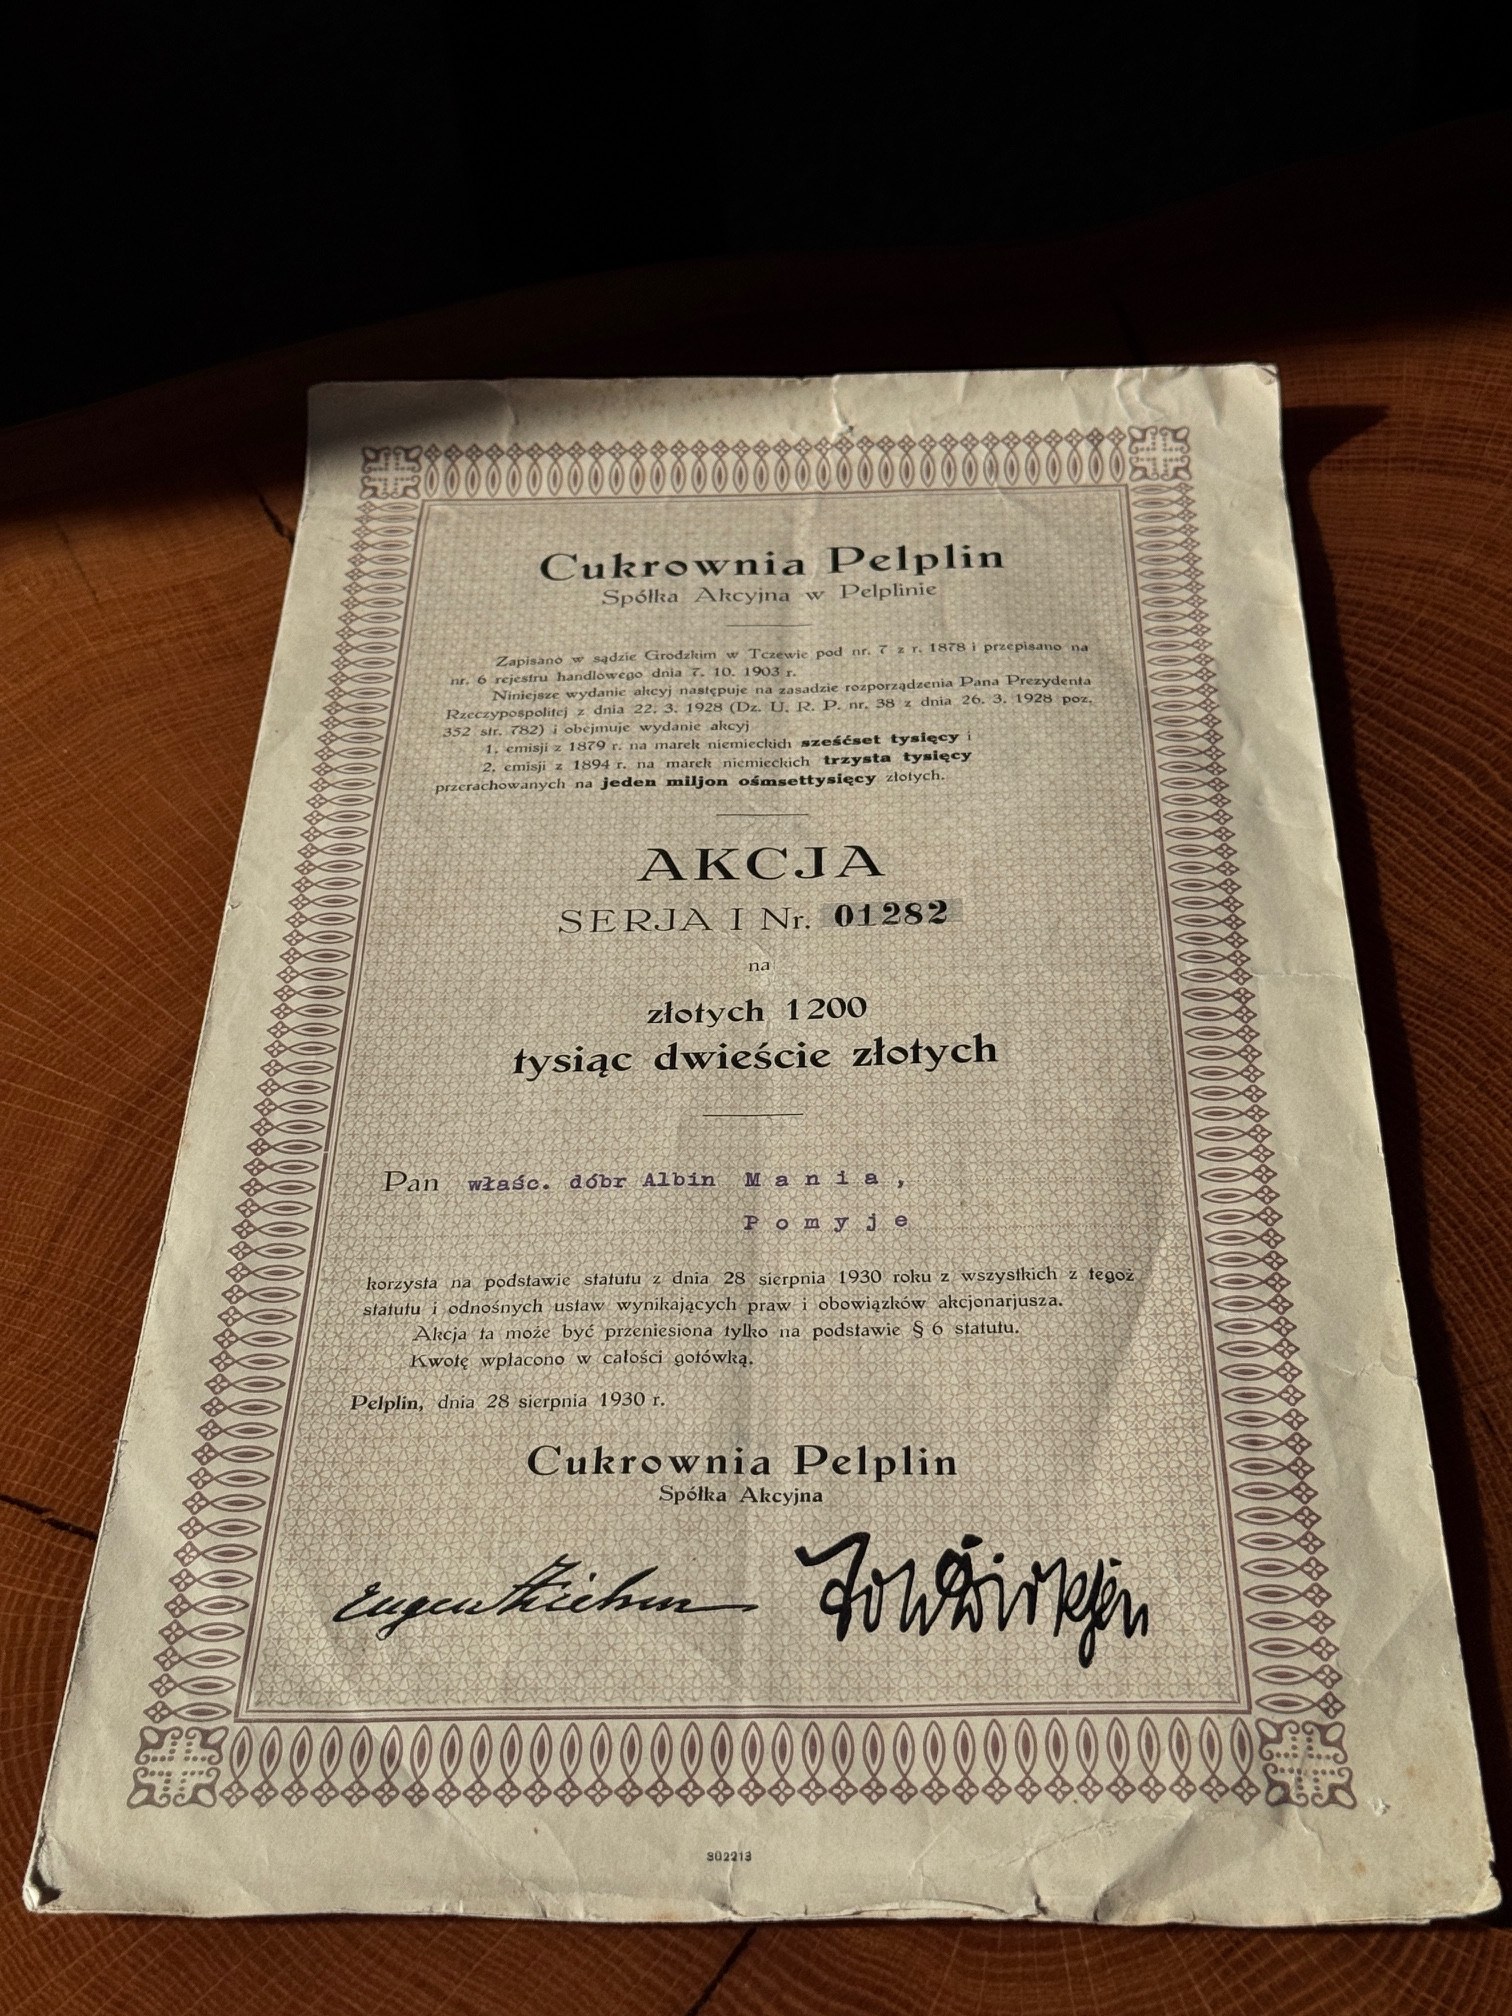 Cukrownia Pelplin
Spółka Akcyjna w Pelplinie
Zapisano w sądzie Grodzkim w Tczewie pod nr. 7 z r. 1878 i przepisano na
nr. 6 rejestru handlowego dnia 7. 10. 1903 r.
Niniejsze wydanie akcyj następuje na zasadzie rozporządzenia Pana Prezydenta
Rzeczypospolitej z dnia 22. 3. 1928 (Dz. U. R. P. nr. 38 z dnia 26. 3. 1928 poz.
352 str. 782) i obejmuje wydanie akcyj
1. emisji z 1879 r. na marek niemieckich sześćset tysięcy i
2. emisji z 1894 r. na marek niemieckich trzysta tysięcy
przerachowanych na jeden miljon ośmsettysięcy złotych.
AKCJA
SERJA I Nr. 01282
na
złotych 1200
tysiąc dwieście złotych
Pan właśc. dóbr Albin Mania,
Pomyje
korzysta na podstawie statutu z dnia 28 sierpnia 1930 roku z wszystkich z tegoż
statutu i odnośnych ustaw wynikających praw i obowiązków akcjonarjusza.
Akcja ta może być przeniesiona tylko na podstawie § 6 statutu.
Kwotę wpłacono w całości gotówką.
Pelplin, dnia 28 sierpnia 1930 r.
Cukrownia Pelplin
Spółka Akcyjna
Eugen
302213